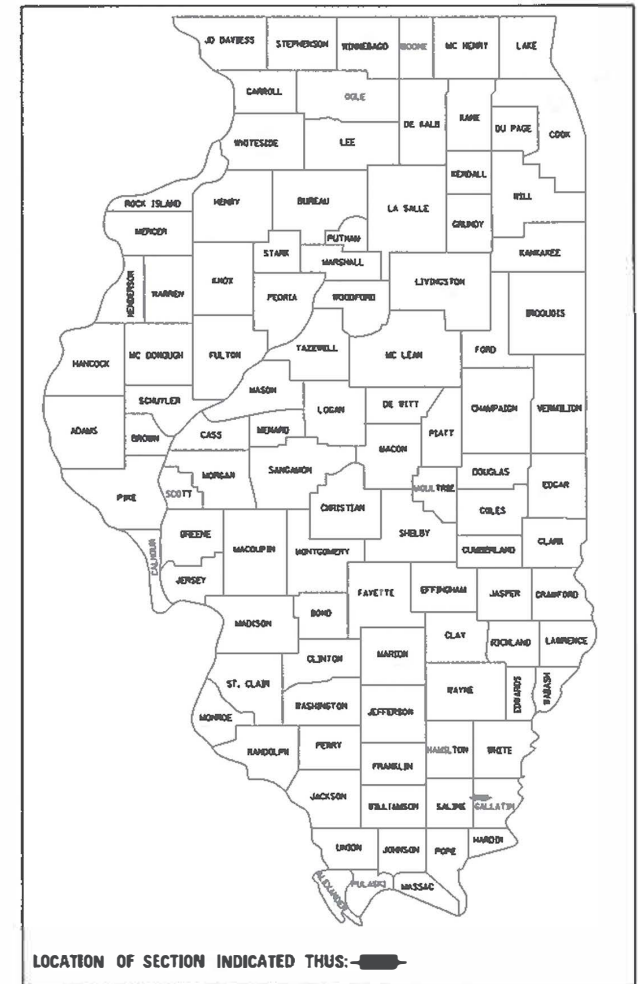 JO DAVIESS STEPHENSON WINNEBAGO BOONE MC HENRY LAKE
CARROLL OGLE DE KALB KANE DU PAGE COOK
WHITESIDE LEE KENDALL WILL
ROCK ISLAND HENRY BUREAU LA SALLE GRUNDY
MERCER PUTNAM KANKAKEE
STARK MARSHALL
HENDERSON WARREN KNOX PEORIA WOODFORD LIVINGSTON IROQUOIS
HANCOCK MC DONOUGH FULTON TAZEWELL MC LEAN FORD
SCHUYLER MASON LOGAN DE WITT CHAMPAIGN VERMILION
ADAMS BROWN CASS MENARD MACON PIATT
PIKE SCOTT MORGAN SANGAMON MOULTRIE DOUGLAS EDGAR
CHRISTIAN COLES
GREENE MACOUPIN MONTGOMERY SHELBY CUMBERLAND CLARK
CALHOUN JERSEY FAYETTE EFFINGHAM JASPER CRAWFORD
MADISON BOND CLAY RICHLAND LAWRENCE
CLINTON MARION
ST. CLAIR WASHINGTON WAYNE EDWARDS WABASH
MONROE JEFFERSON
RANDOLPH PERRY FRANKLIN HAMILTON WHITE
JACKSON WILLIAMSON SALINE GALLATIN
UNION JOHNSON POPE HARDIN
ALEXANDER PULASKI MASSAC
LOCATION OF SECTION INDICATED THUS: